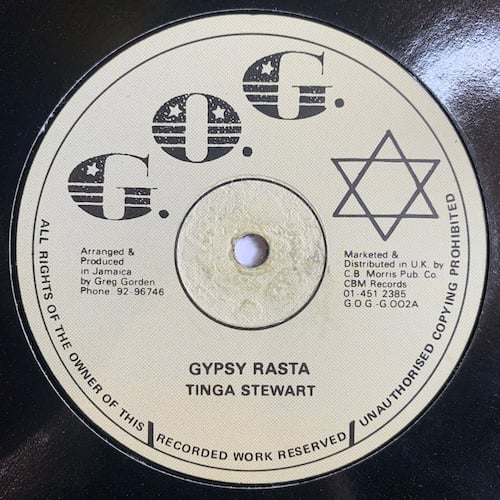 G.O.G.
Arranged &
Produced
in Jamaica
by Greg Gorden
Phone 92-96746
Marketed &
Distributed in U.K. by
C.B. Morris Pub. Co.
CBM Records
01-451 2385
G.O.G.-G.002A
GYPSY RASTA
TINGA STEWART
ALL RIGHTS OF THE OWNER OF THIS RECORDED WORK RESERVED UNAUTHORISED COPYING PROHIBITED